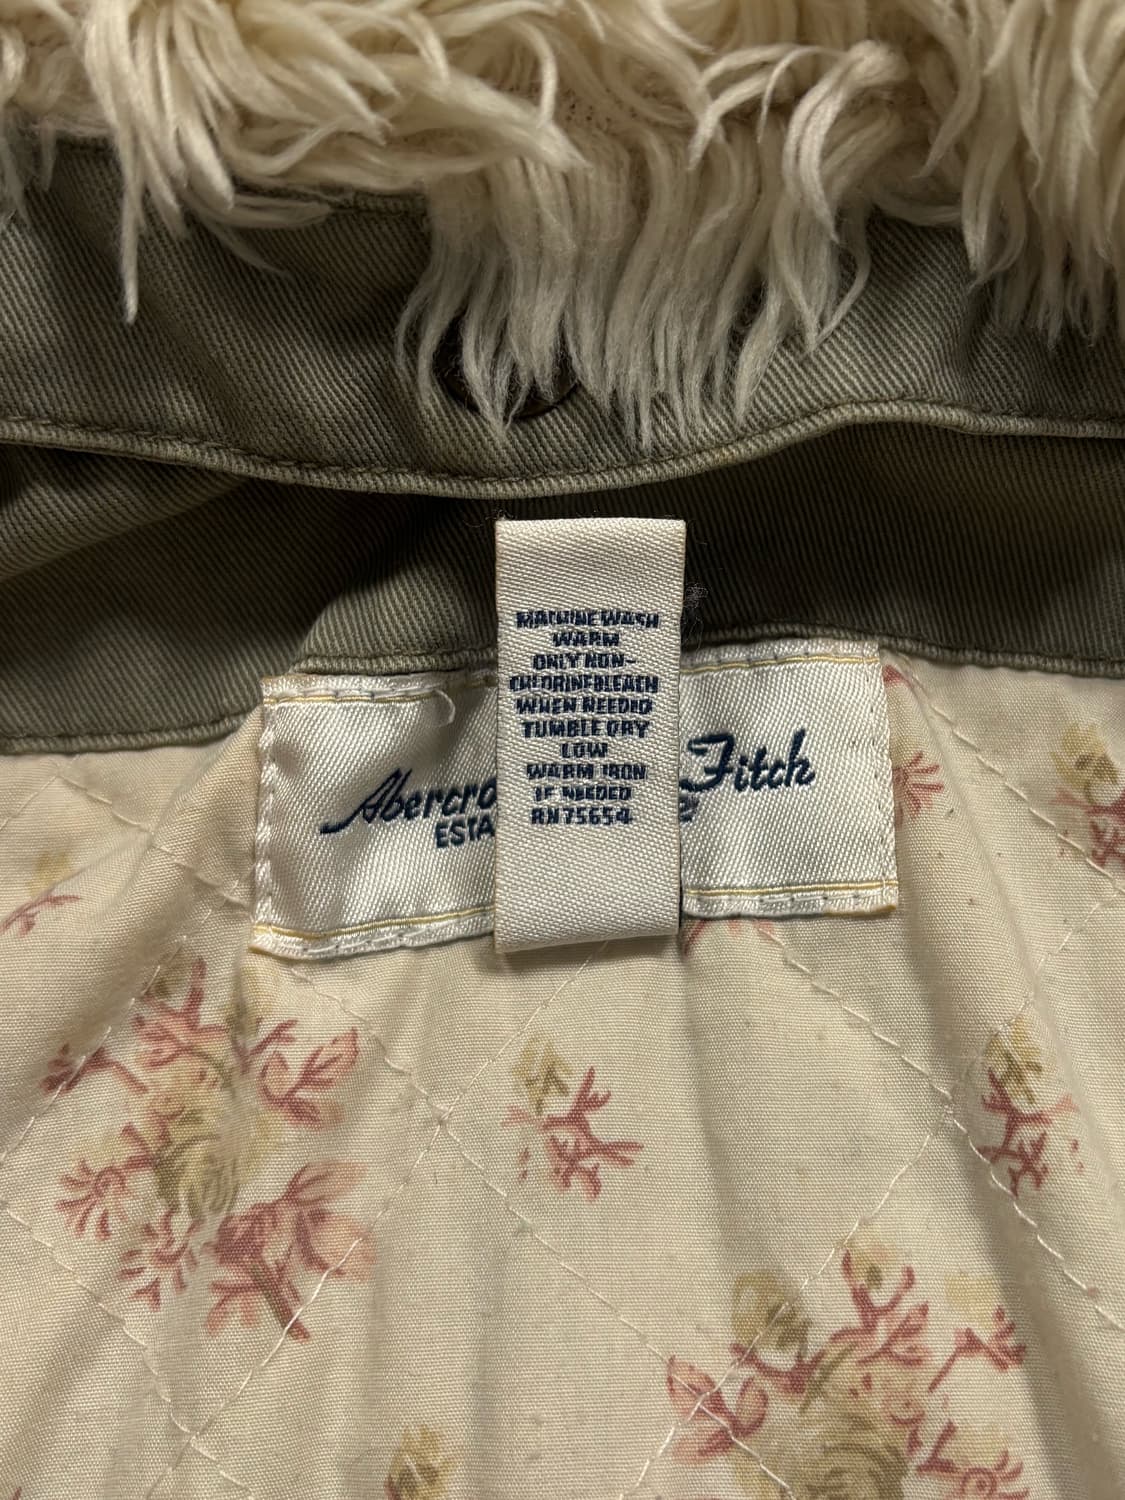 MACHINE WASH
WARM
ONLY NON-
CHLORINE BLEACH
WHEN NEEDED
TUMBLE DRY
LOW
WARM IRON
IF NEEDED
RN75654
Abercro Fitch
ESTA